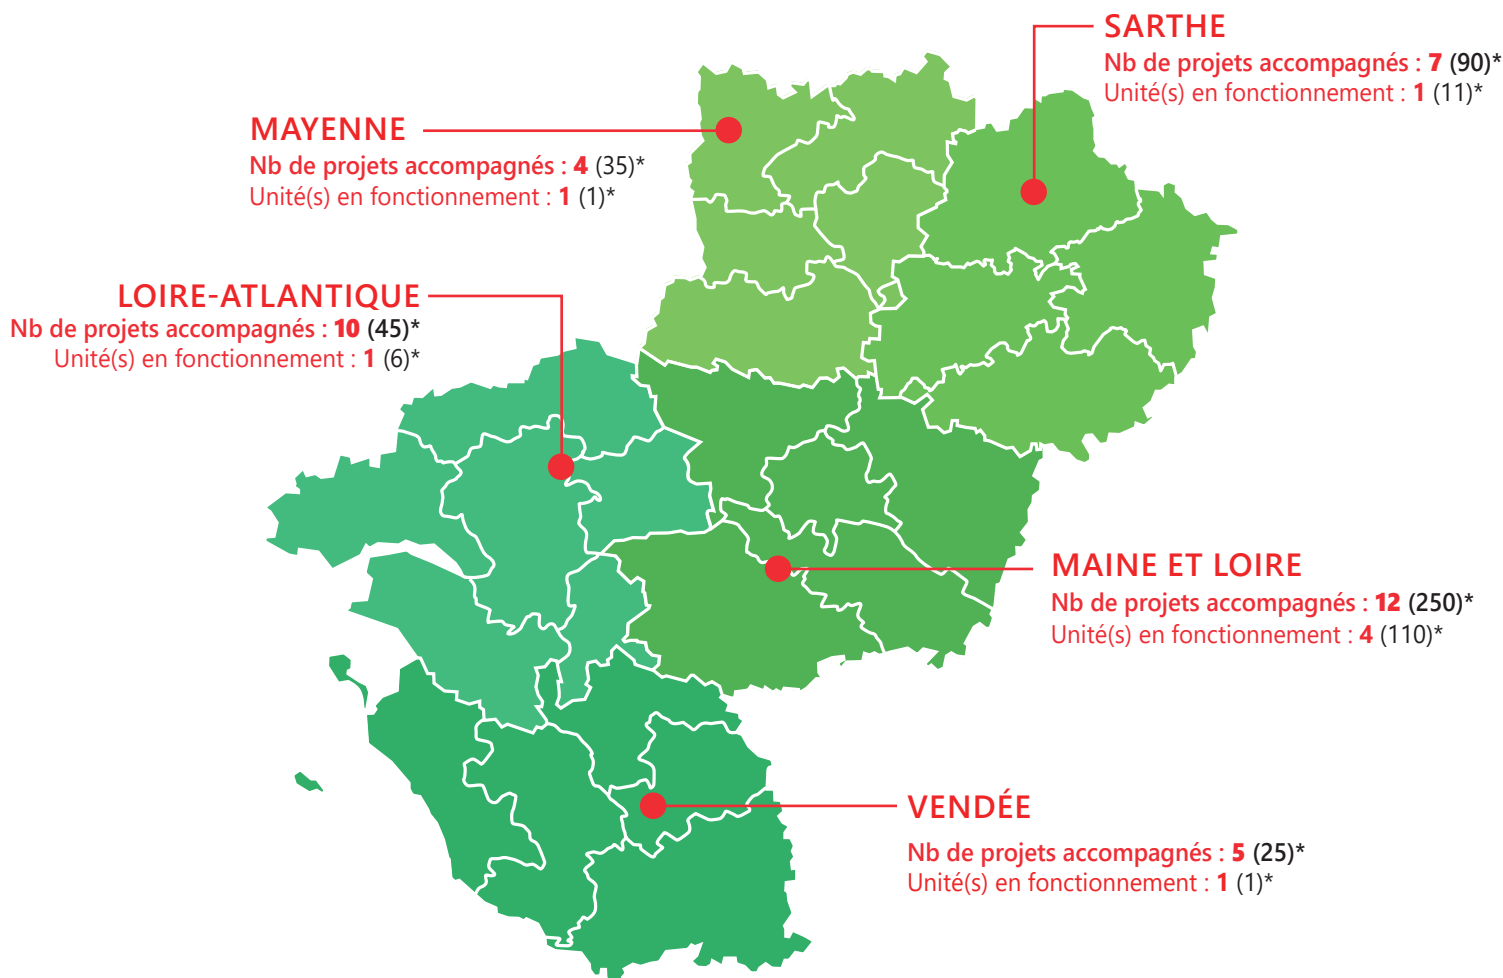 SARTHE
Nb de projets accompagnés : 7 (90)*
Unité(s) en fonctionnement : 1 (11)*
MAYENNE
Nb de projets accompagnés : 4 (35)*
Unité(s) en fonctionnement : 1 (1)*
LOIRE-ATLANTIQUE
Nb de projets accompagnés : 10 (45)*
Unité(s) en fonctionnement : 1 (6)*
MAINE ET LOIRE
Nb de projets accompagnés : 12 (250)*
Unité(s) en fonctionnement : 4 (110)*
VENDÉE
Nb de projets accompagnés : 5 (25)*
Unité(s) en fonctionnement : 1 (1)*